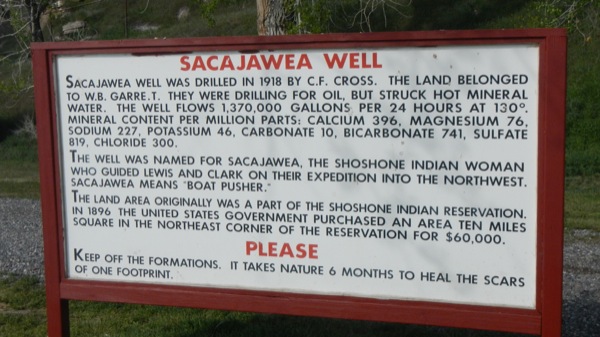 SACAJAWEA WELL
SACAJAWEA WELL WAS DRILLED IN 1918 BY C.F. CROSS. THE LAND BELONGED
TO W.B. GARRE.T. THEY WERE DRILLING FOR OIL, BUT STRUCK HOT MINERAL
WATER. THE WELL FLOWS 1,370,000 GALLONS PER 24 HOURS AT 130°.
MINERAL CONTENT PER MILLION PARTS: CALCIUM 396, MAGNESIUM 76,
SODIUM 227, POTASSIUM 46, CARBONATE 10, BICARBONATE 741, SULFATE
819, CHLORIDE 300.
THE WELL WAS NAMED FOR SACAJAWEA, THE SHOSHONE INDIAN WOMAN
WHO GUIDED LEWIS AND CLARK ON THEIR EXPEDITION INTO THE NORTHWEST.
SACAJAWEA MEANS "BOAT PUSHER."
THE LAND AREA ORIGINALLY WAS A PART OF THE SHOSHONE INDIAN RESERVATION.
IN 1896 THE UNITED STATES GOVERNMENT PURCHASED AN AREA TEN MILES
SQUARE IN THE NORTHEAST CORNER OF THE RESERVATION FOR $60,000.
PLEASE
KEEP OFF THE FORMATIONS. IT TAKES NATURE 6 MONTHS TO HEAL THE SCARS
OF ONE FOOTPRINT.